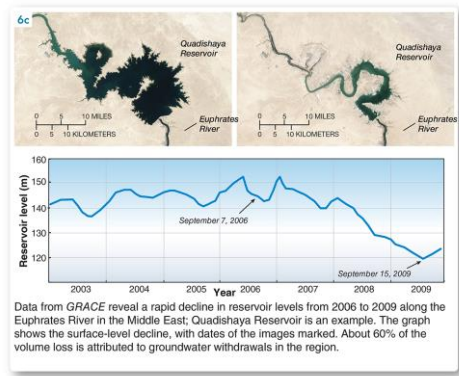 6c
Quadishaya
Reservoir
0 5 10 MILES
0 5 10 KILOMETERS
Euphrates
River
Quadishaya
Reservoir
0 5 10 MILES
0 5 10 KILOMETERS
Euphrates
River
Reservoir level (m)
160
150
140
130
120
September 7, 2006
September 15, 2009
2003 2004 2005 2006 2007 2008 2009
Year
Data from GRACE reveal a rapid decline in reservoir levels from 2006 to 2009 along the
Euphrates River in the Middle East; Quadishaya Reservoir is an example. The graph
shows the surface-level decline, with dates of the images marked. About 60% of the
volume loss is attributed to groundwater withdrawals in the region.